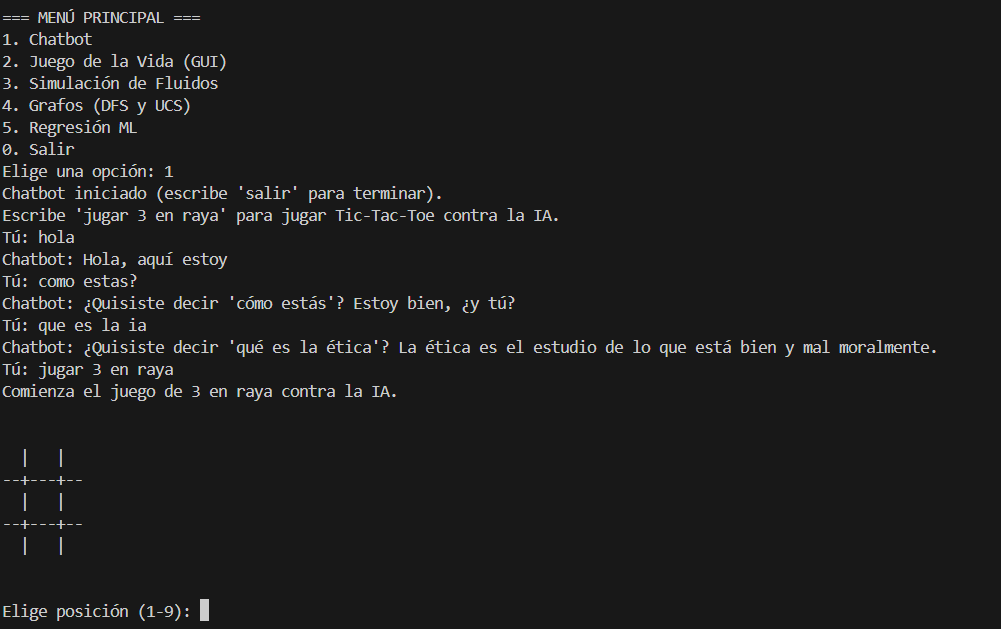 === MENÚ PRINCIPAL ===
1. Chatbot
2. Juego de la Vida (GUI)
3. Simulación de Fluidos
4. Grafos (DFS y UCS)
5. Regresión ML
0. Salir
Elige una opción: 1
Chatbot iniciado (escribe 'salir' para terminar).
Escribe 'jugar 3 en raya' para jugar Tic-Tac-Toe contra la IA.
Tú: hola
Chatbot: Hola, aquí estoy
Tú: como estas?
Chatbot: ¿Quisiste decir 'cómo estás'? Estoy bien, ¿y tú?
Tú: que es la ia
Chatbot: ¿Quisiste decir 'qué es la ética'? La ética es el estudio de lo que está bien y mal moralmente.
Tú: jugar 3 en raya
Comienza el juego de 3 en raya contra la IA.
  |   |
--+---+--
  |   |
--+---+--
  |   |
Elige posición (1-9):